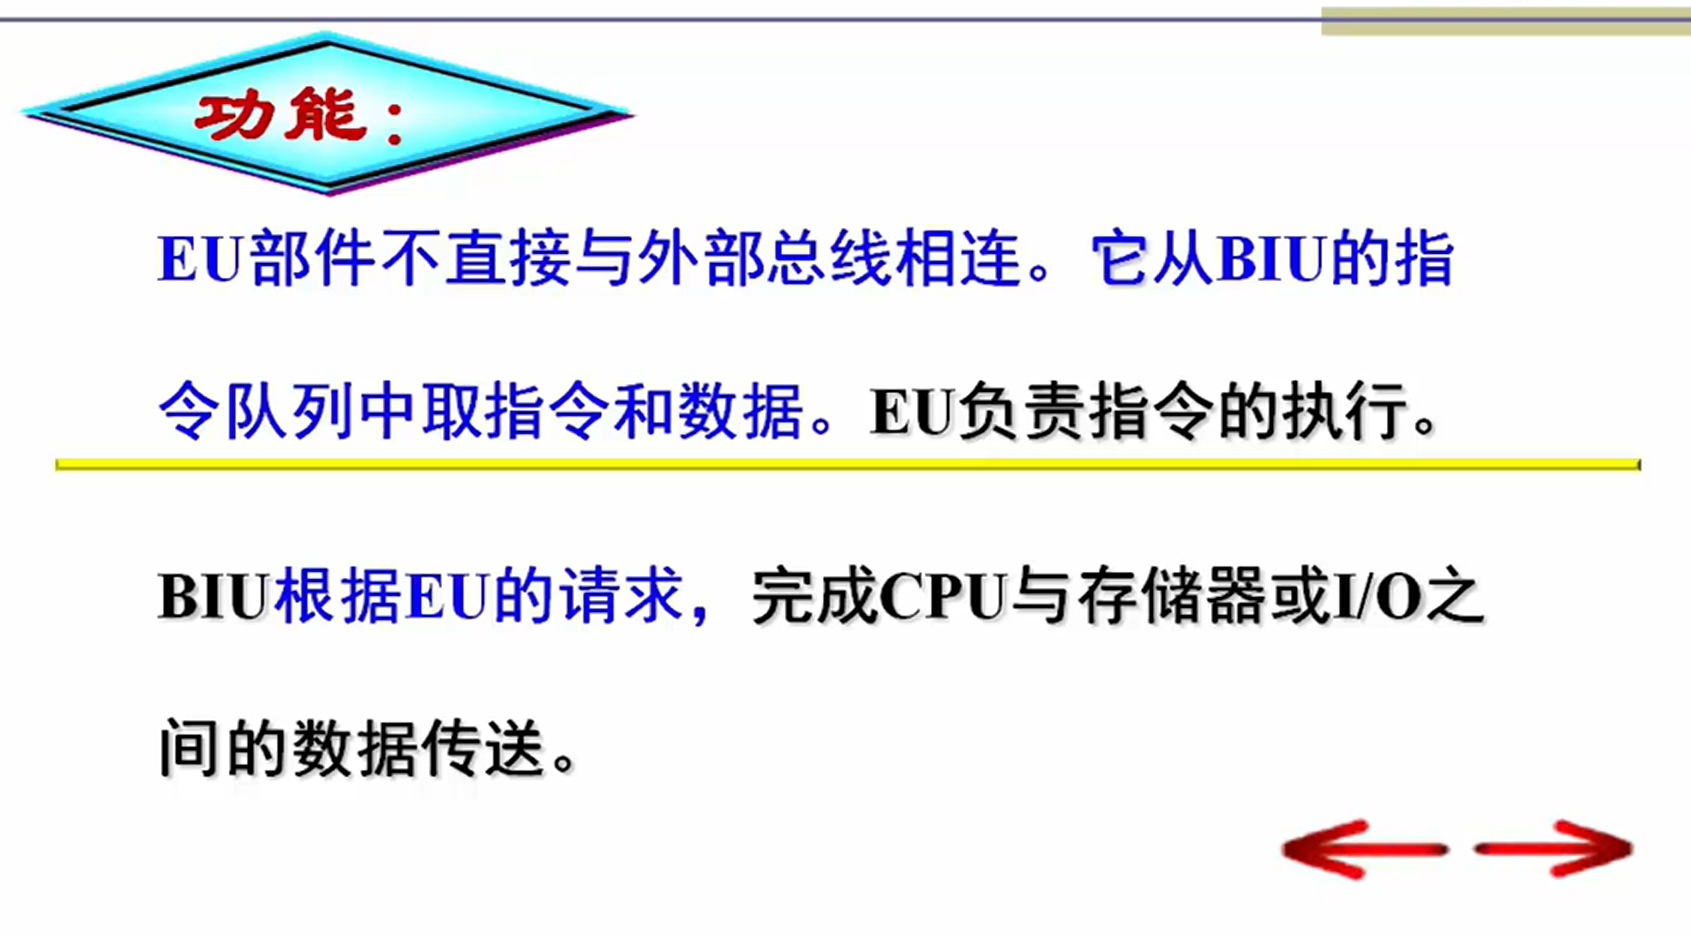 功能：
EU部件不直接与外部总线相连。它从BIU的指
令队列中取指令和数据。EU负责指令的执行。
BIU根据EU的请求，完成CPU与存储器或I/O之
间的数据传送。